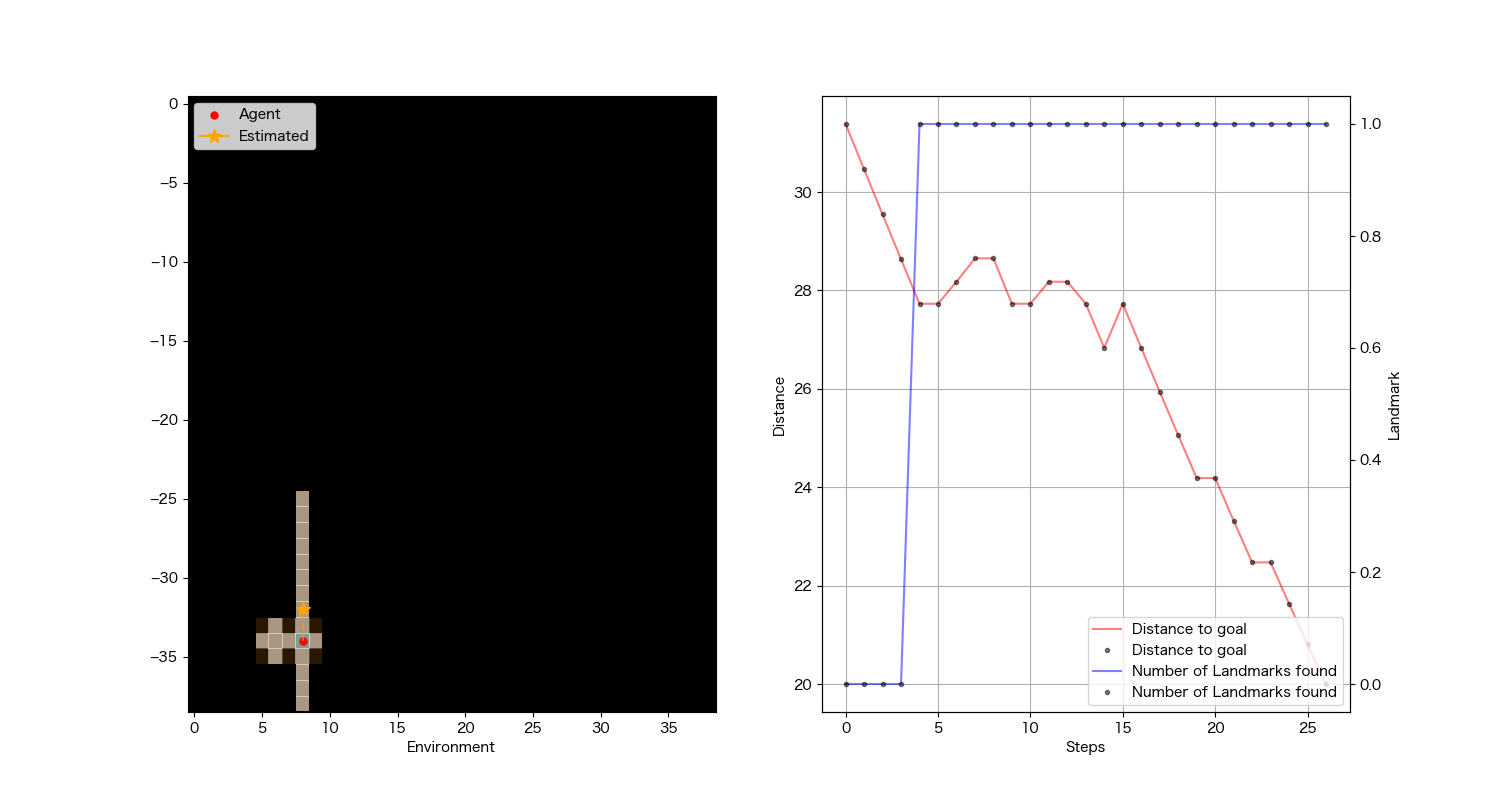 Agent
Estimated
0
−5
−10
−15
−20
−25
−30
−35
0 5 10 15 20 25 30 35
Environment
Distance
30
28
26
24
22
20
1.0
0.8
0.6
0.4
0.2
0.0
Landmark
Distance to goal
Distance to goal
Number of Landmarks found
Number of Landmarks found
0 5 10 15 20 25
Steps